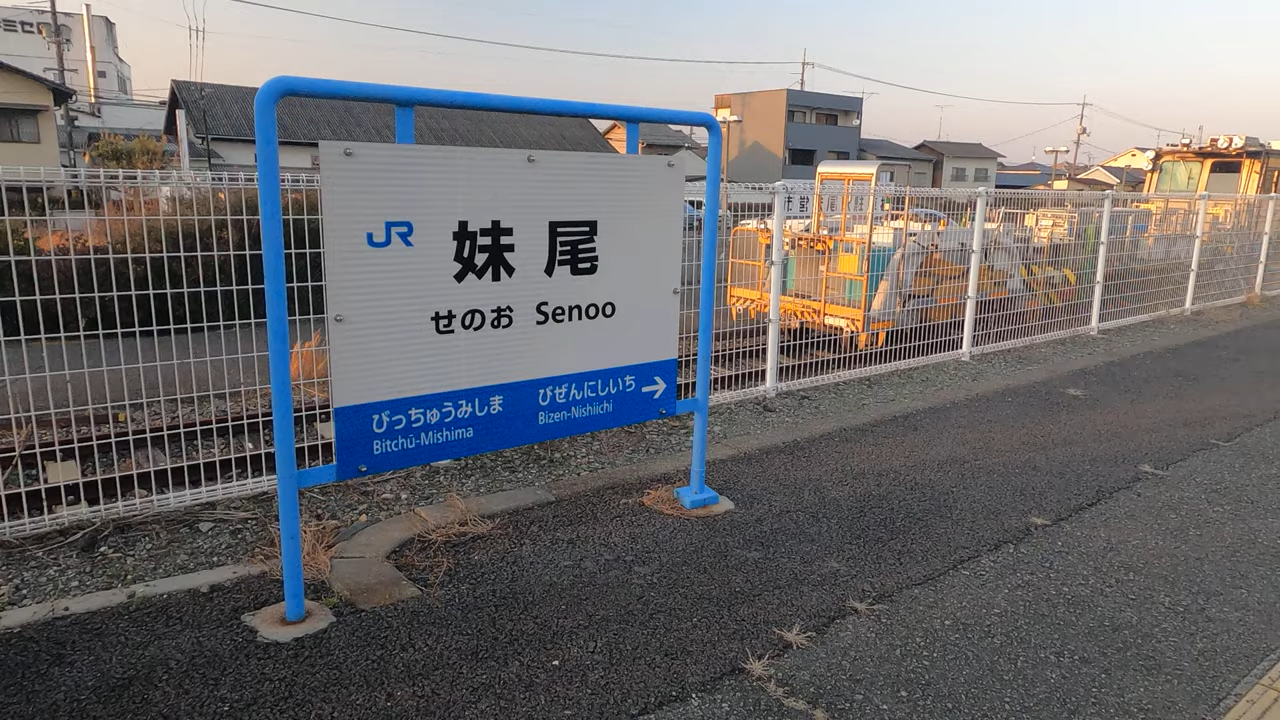 JR
妹尾
せのお Senoo
びっちゅうみしま びぜんにしいち →
Bitchū-Mishima Bizen-Nishiichi